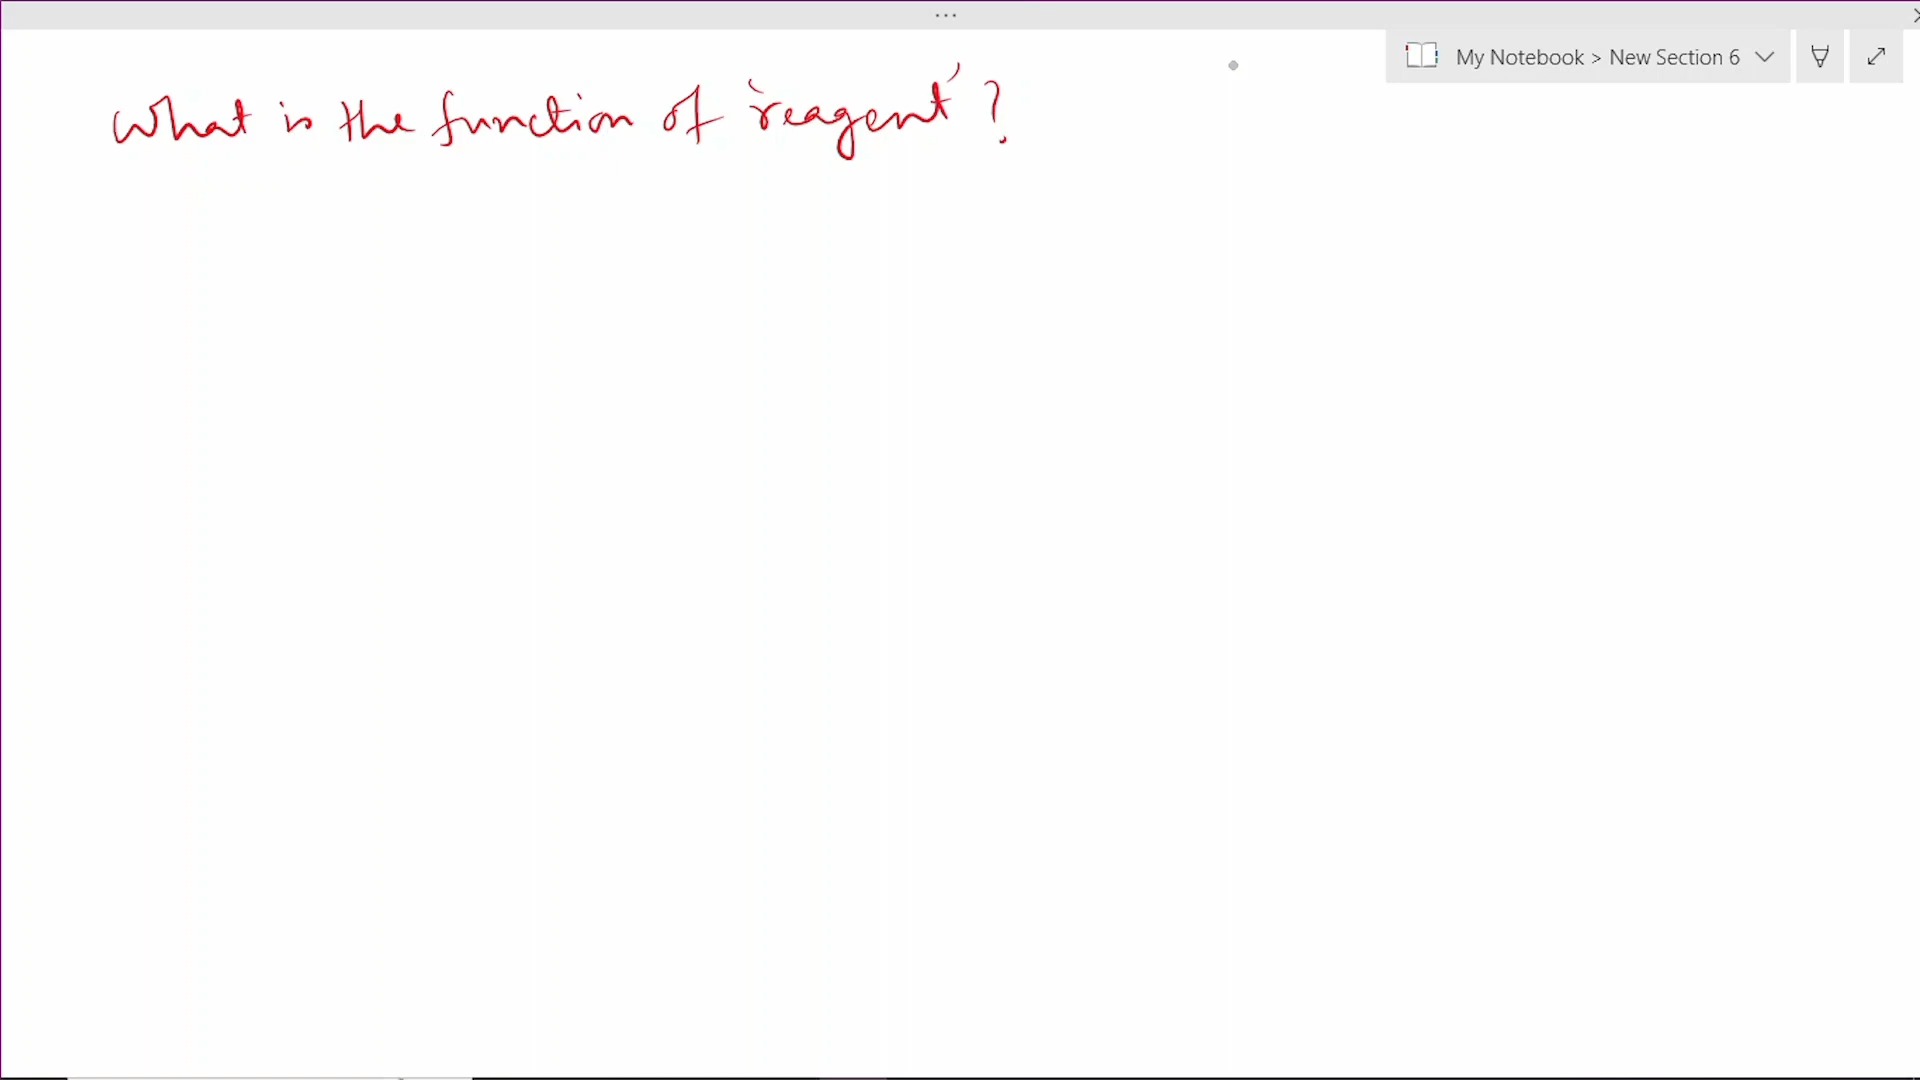 ...
My Notebook > New Section 6
What is the function of 'reagent'?